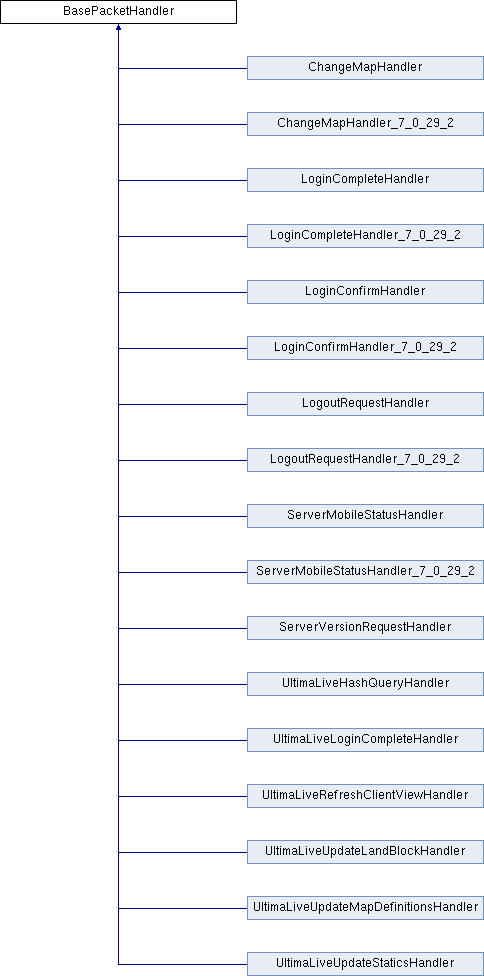 BasePacketHandler
ChangeMapHandler
ChangeMapHandler_7_0_29_2
LoginCompleteHandler
LoginCompleteHandler_7_0_29_2
LoginConfirmHandler
LoginConfirmHandler_7_0_29_2
LogoutRequestHandler
LogoutRequestHandler_7_0_29_2
ServerMobileStatusHandler
ServerMobileStatusHandler_7_0_29_2
ServerVersionRequestHandler
UltimaLiveHashQueryHandler
UltimaLiveLoginCompleteHandler
UltimaLiveRefreshClientViewHandler
UltimaLiveUpdateLandBlockHandler
UltimaLiveUpdateMapDefinitionsHandler
UltimaLiveUpdateStaticsHandler